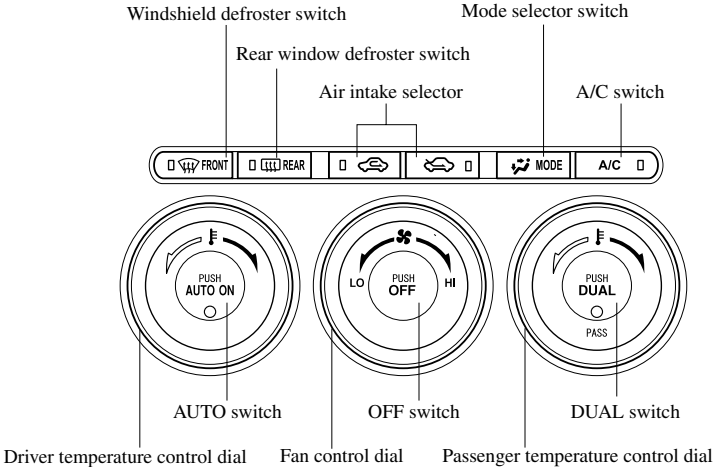 Windshield defroster switch
Mode selector switch
Rear window defroster switch
Air intake selector
A/C switch
FRONT
REAR
MODE
A/C
PUSH
AUTO ON
LO
PUSH
OFF
HI
PUSH
DUAL
PASS
AUTO switch
OFF switch
DUAL switch
Driver temperature control dial
Fan control dial
Passenger temperature control dial